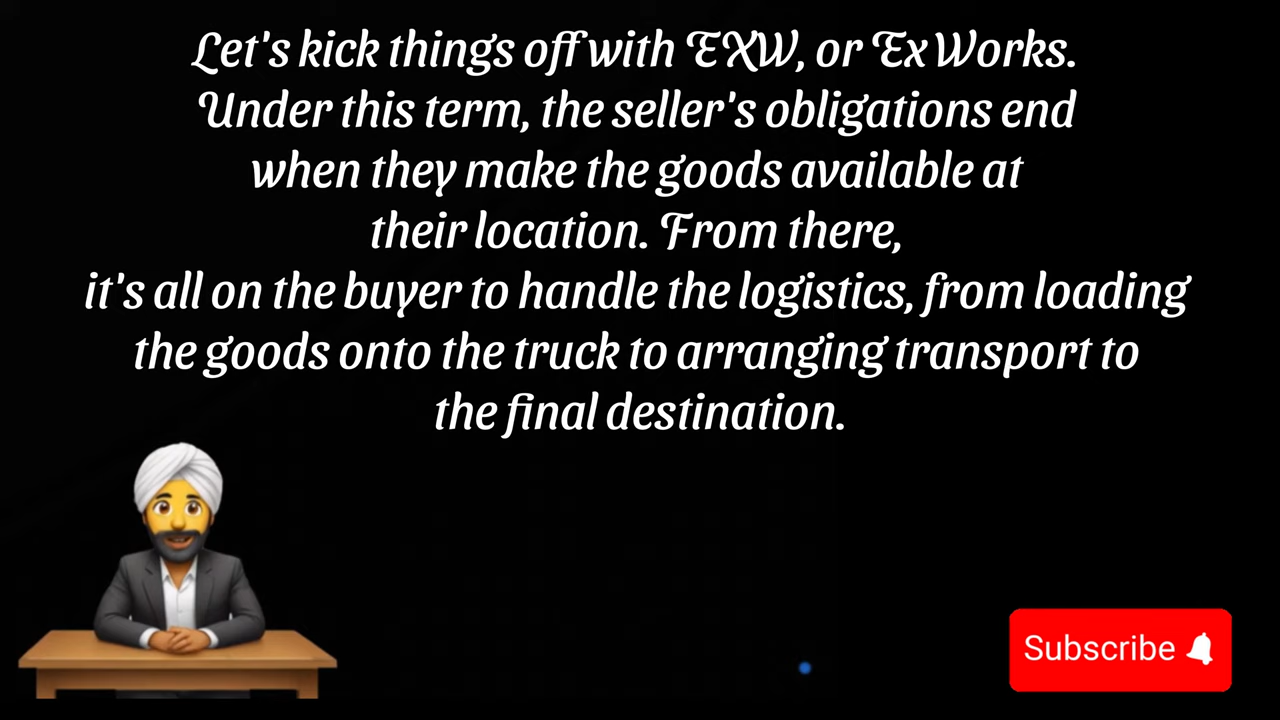 Let's kick things off with EXW, or Ex Works.
Under this term, the seller's obligations end
when they make the goods available at
their location. From there,
it's all on the buyer to handle the logistics, from loading
the goods onto the truck to arranging transport to
the final destination.
Subscribe